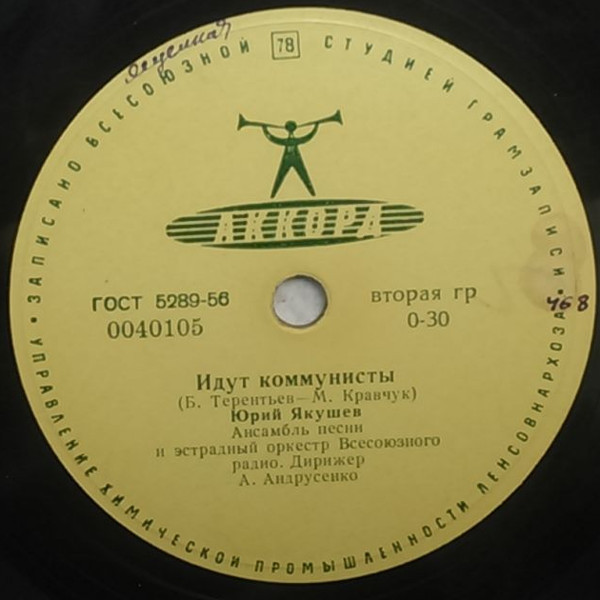 ЗАПИСАНО ВСЕСОЮЗНОЙ СТУДИЕЙ ГРАМЗАПИСИ •
78
АККОРД
ГОСТ 5289-56
0040105
вторая гр
0-30
468
Идут коммунисты
(Б. Терентьев—М. Кравчук)
Юрий Якушев
Ансамбль песни
и эстрадный оркестр Всесоюзного
радио. Дирижер
А. Андрусенко
УПРАВЛЕНИЕ ХИМИЧЕСКОЙ ПРОМЫШЛЕННОСТИ ЛЕНСОВНАРХОЗА •